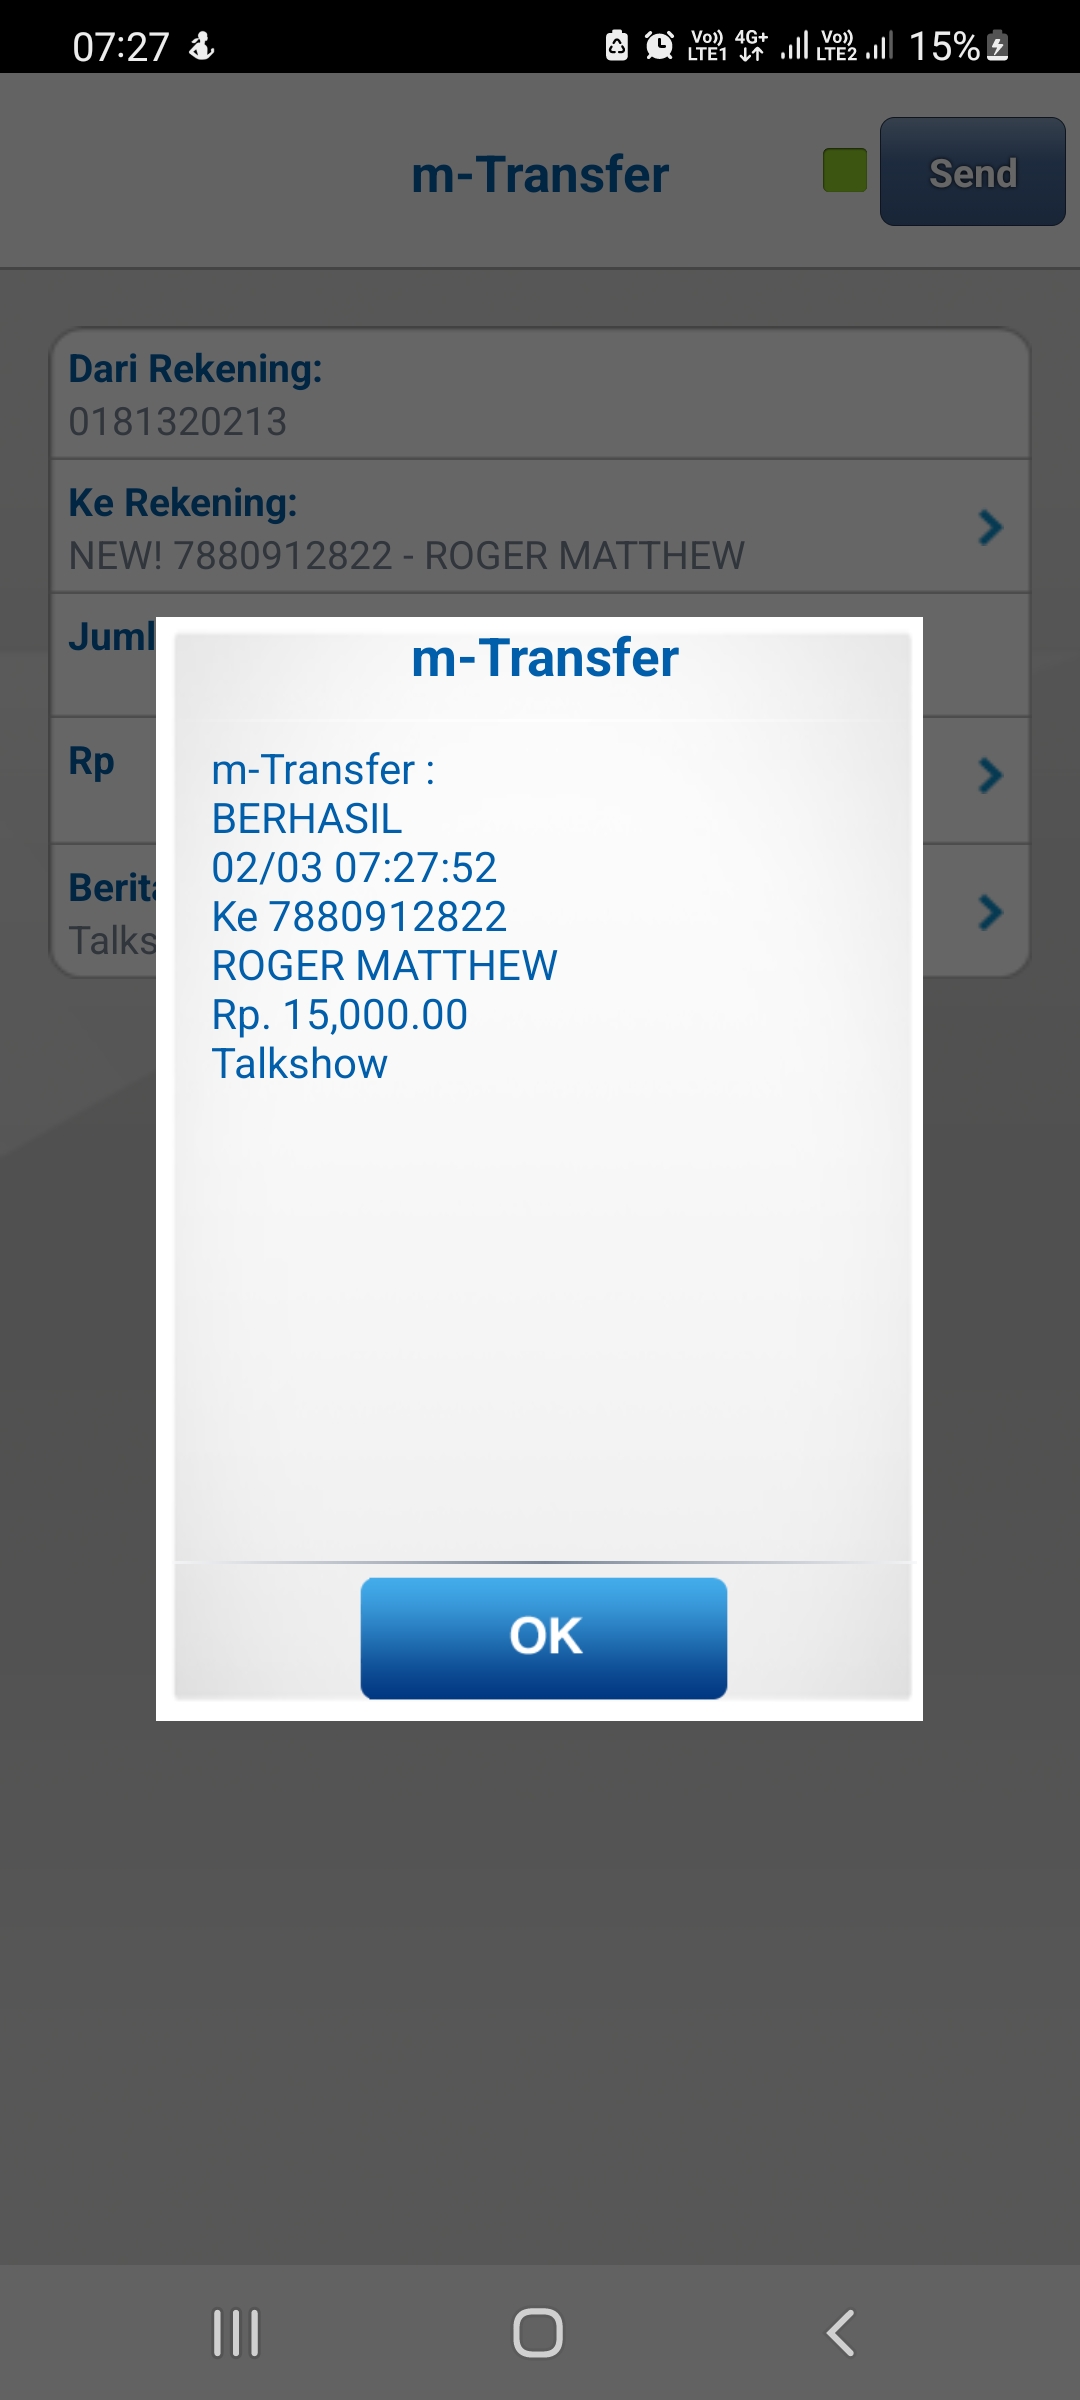 07:27
Vo)) LTE1 4G+ Vo)) LTE2 15%
m-Transfer
Send
Dari Rekening:
0181320213
Ke Rekening:
NEW! 7880912822 - ROGER MATTHEW
Juml
Rp
Berita
Talks
m-Transfer
m-Transfer :
BERHASIL
02/03 07:27:52
Ke 7880912822
ROGER MATTHEW
Rp. 15,000.00
Talkshow
OK